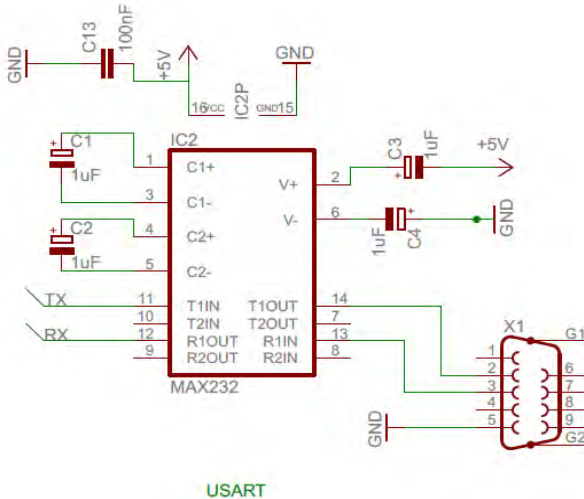 C13
100nF
GND
+5V
GND
16
VCC
IC2P
GND
15
IC2
C1
+
1uF
1
C1+
3
C1-
C2
+
1uF
4
C2+
5
C2-
V+
2
C3
1uF
+
+5V
V-
6
1uF
C4
+
GND
TX
11
T1IN
T1OUT
14
10
T2IN
T2OUT
7
RX
12
R1OUT
R1IN
13
9
R2OUT
R2IN
8
MAX232
X1
G1
1
2
6
3
7
4
8
5
9
G2
GND
USART